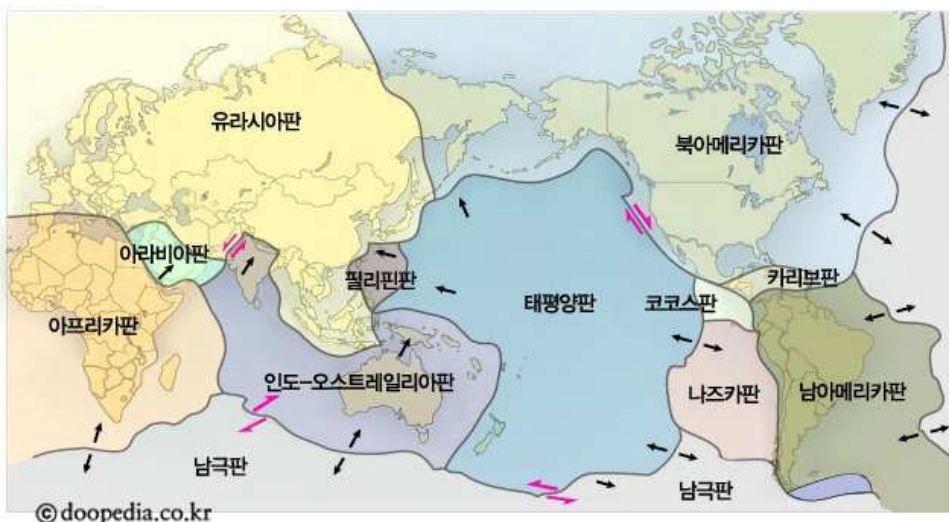 유라시아판
북아메리카판
아라비아판
필리핀판
카리브판
아프리카판
태평양판
코코스판
인도-오스트레일리아판
나즈카판
남아메리카판
남극판
남극판
ⓒ doopedia.co.kr